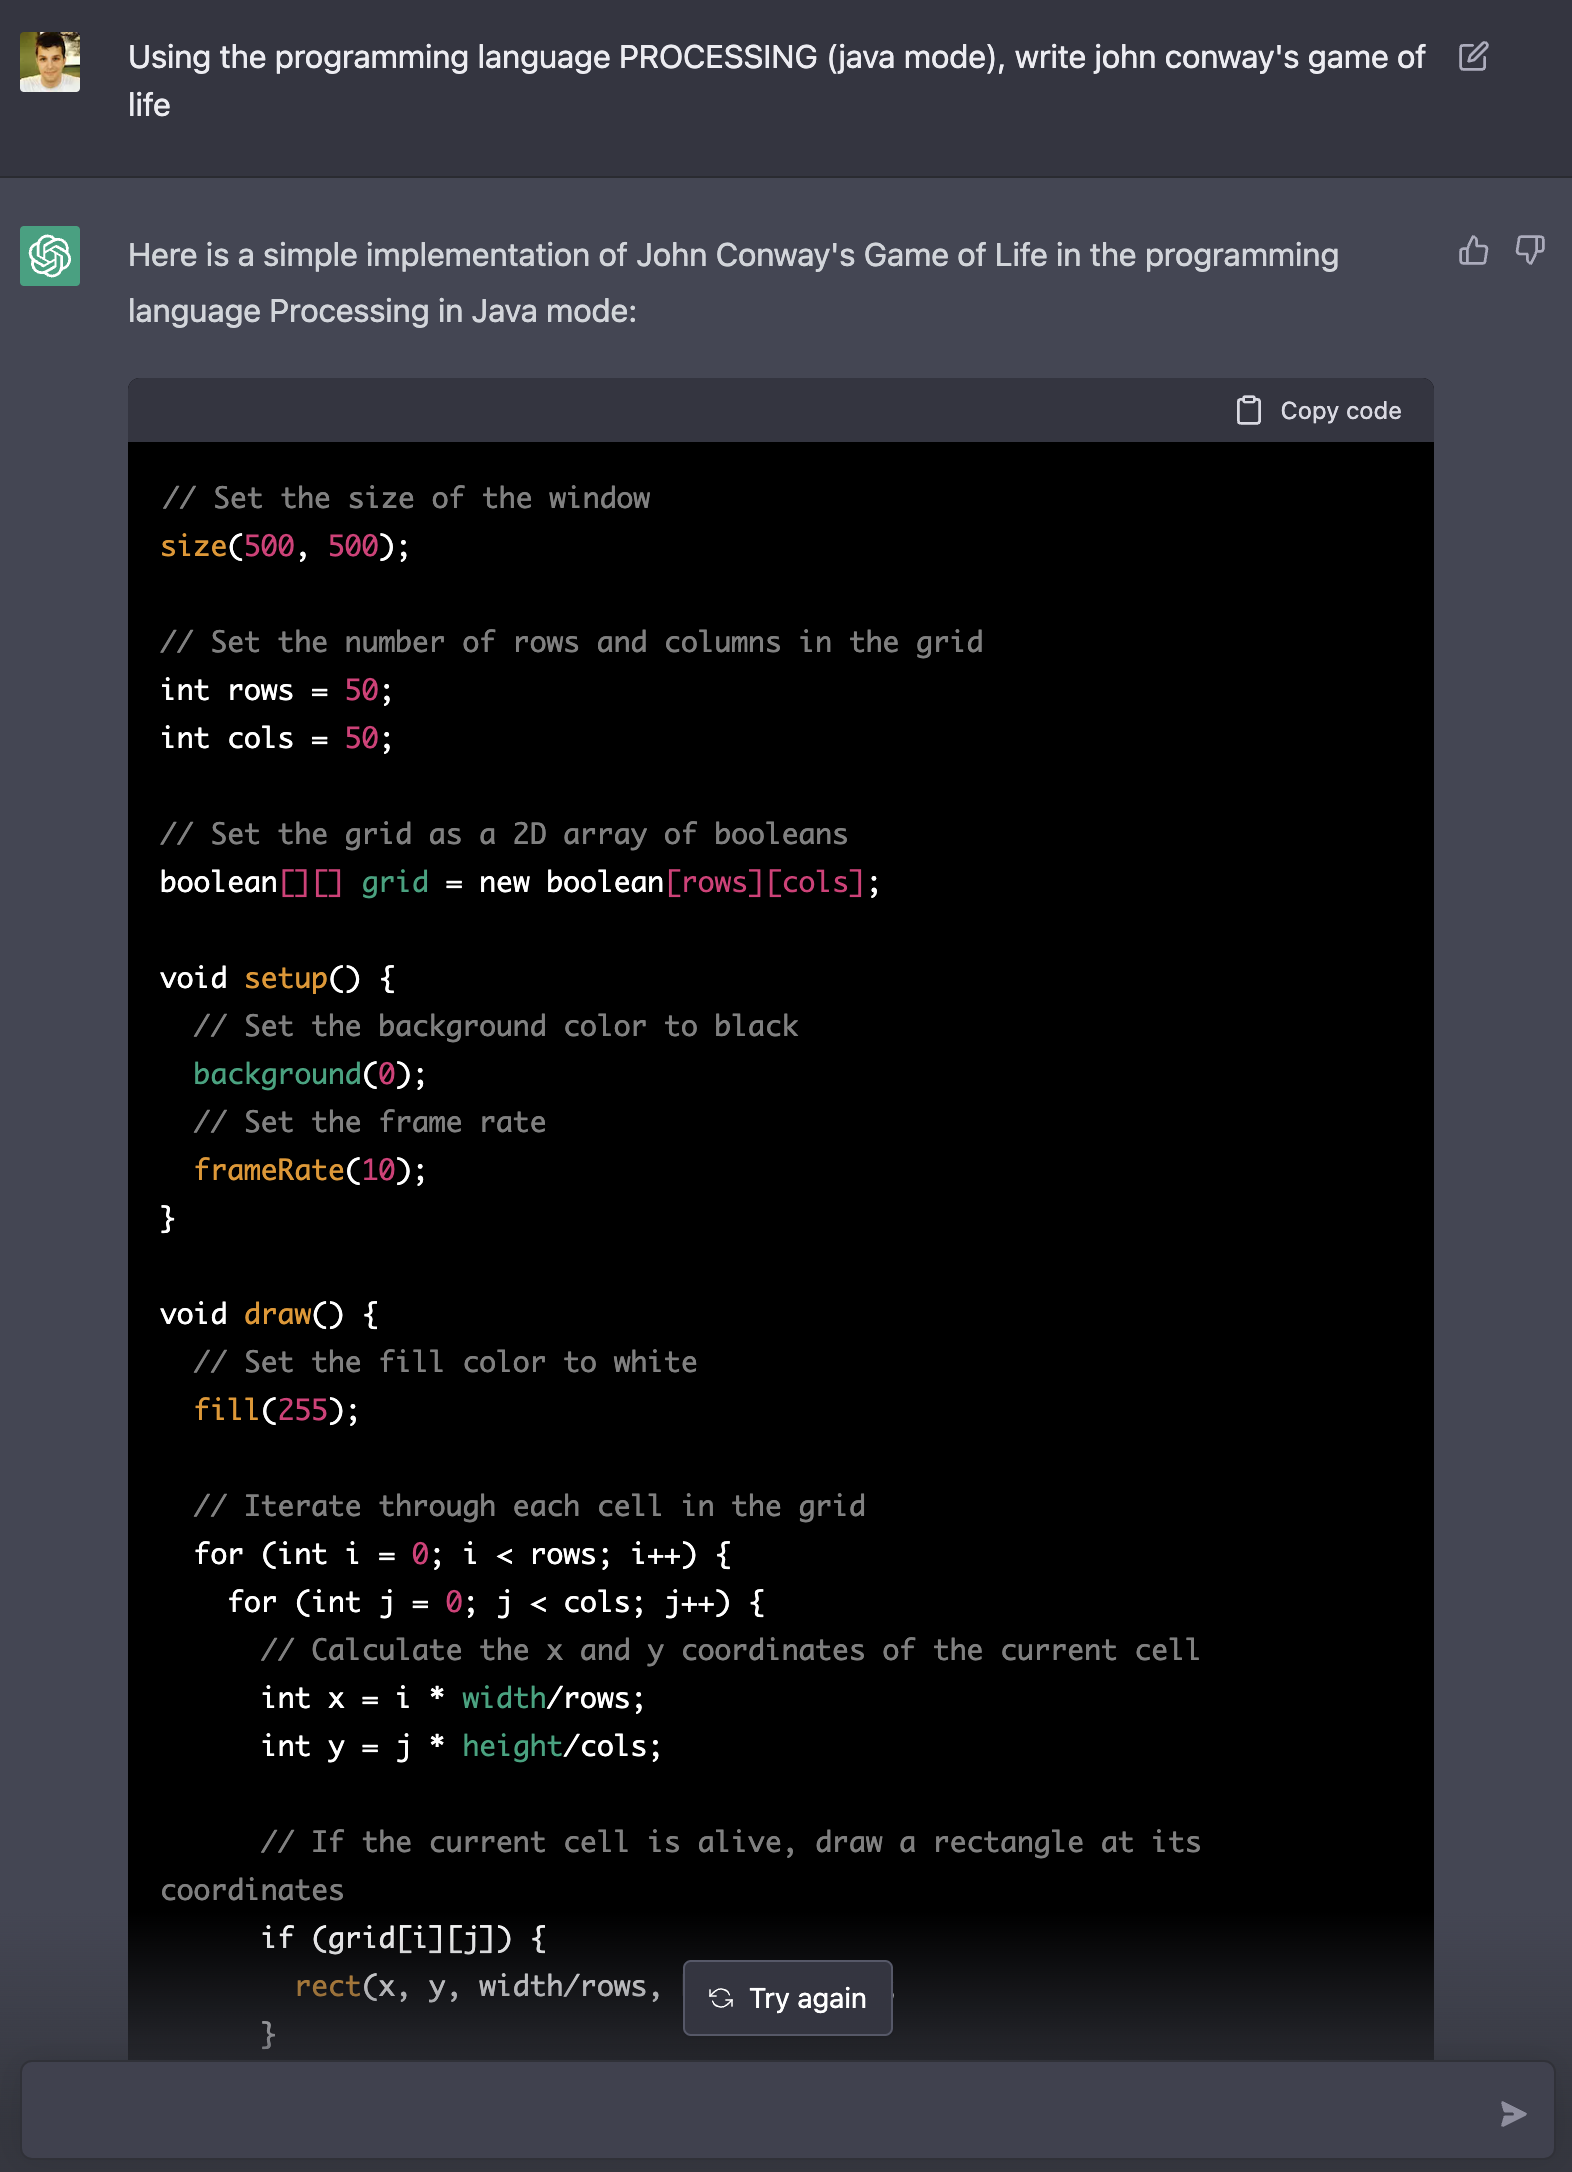 Using the programming language PROCESSING (java mode), write john conway's game of
life
Here is a simple implementation of John Conway's Game of Life in the programming
language Processing in Java mode:
Copy code
// Set the size of the window
size(500, 500);
// Set the number of rows and columns in the grid
int rows = 50;
int cols = 50;
// Set the grid as a 2D array of booleans
boolean[][] grid = new boolean[rows][cols];
void setup() {
  // Set the background color to black
  background(0);
  // Set the frame rate
  frameRate(10);
}
void draw() {
  // Set the fill color to white
  fill(255);
  // Iterate through each cell in the grid
  for (int i = 0; i < rows; i++) {
    for (int j = 0; j < cols; j++) {
      // Calculate the x and y coordinates of the current cell
      int x = i * width/rows;
      int y = j * height/cols;
      // If the current cell is alive, draw a rectangle at its
coordinates
      if (grid[i][j]) {
        rect(x, y, width/rows,
      }
Try again